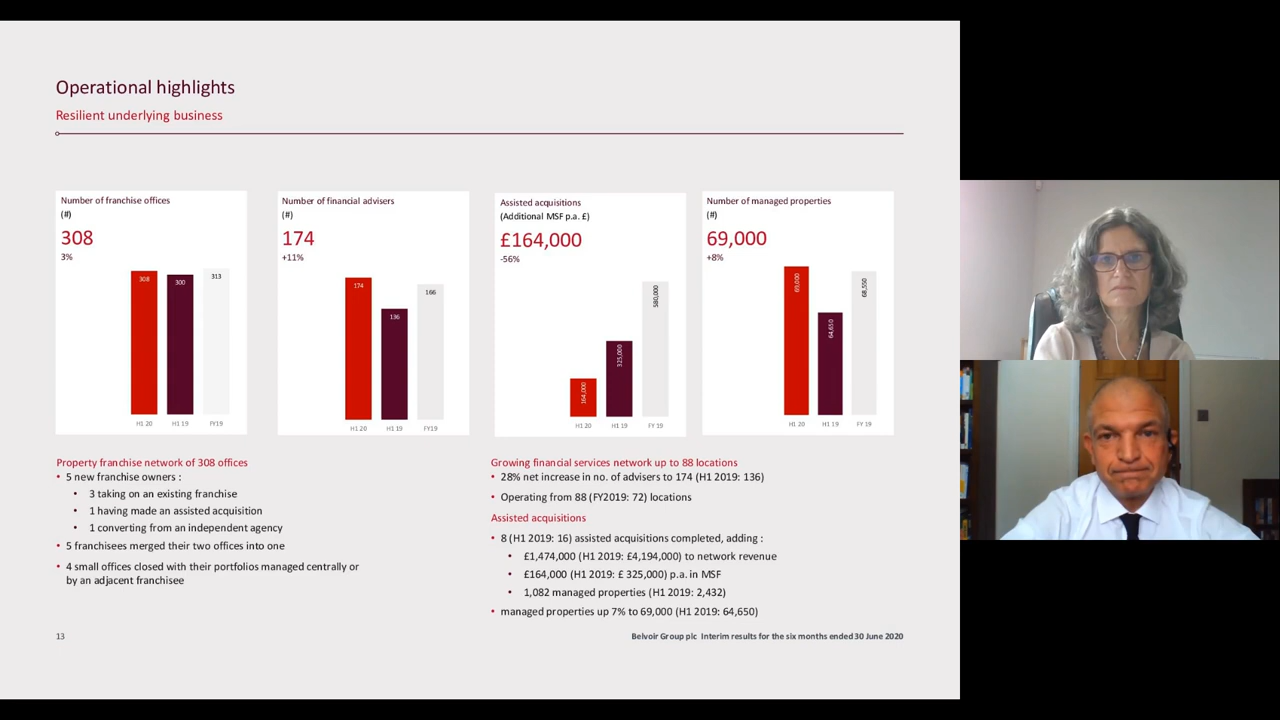 Operational highlights
Resilient underlying business
Number of franchise offices
(#)
308
3%
308
300
313
H1 20
H1 19
FY19
Number of financial advisers
(#)
174
+11%
174
136
166
H1 20
H1 19
FY19
Assisted acquisitions
(Additional MSF p.a. £)
£164,000
-56%
164,000
325,000
580,000
H1 20
H1 19
FY 19
Number of managed properties
(#)
69,000
+8%
69,000
64,650
68,550
H1 20
H1 19
FY 19
Property franchise network of 308 offices
• 5 new franchise owners :
• 3 taking on an existing franchise
• 1 having made an assisted acquisition
• 1 converting from an independent agency
• 5 franchisees merged their two offices into one
• 4 small offices closed with their portfolios managed centrally or
by an adjacent franchisee
Growing financial services network up to 88 locations
• 28% net increase in no. of advisers to 174 (H1 2019: 136)
• Operating from 88 (FY2019: 72) locations
Assisted acquisitions
• 8 (H1 2019: 16) assisted acquisitions completed, adding :
• £1,474,000 (H1 2019: £4,194,000) to network revenue
• £164,000 (H1 2019: £ 325,000) p.a. in MSF
• 1,082 managed properties (H1 2019: 2,432)
• managed properties up 7% to 69,000 (H1 2019: 64,650)
13
Belvoir Group plc Interim results for the six months ended 30 June 2020